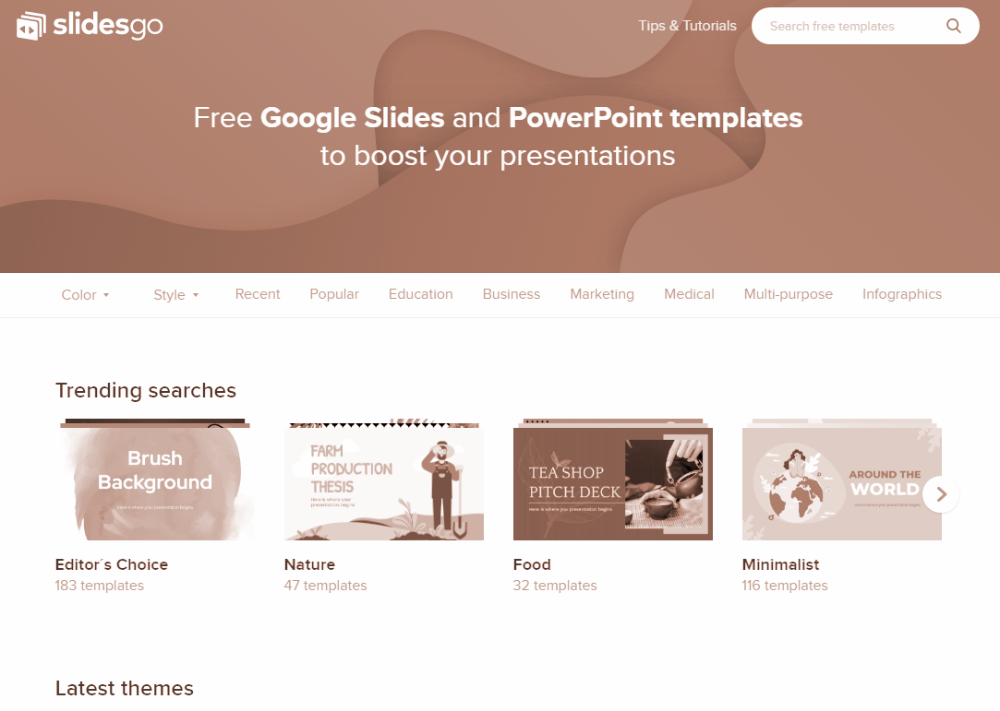 slidesgo
Tips & Tutorials
Search free templates
Free Google Slides and PowerPoint templates
to boost your presentations
Color
Style
Recent
Popular
Education
Business
Marketing
Medical
Multi-purpose
Infographics
Trending searches
Brush
Background
Here is where your presentation begins
FARM
PRODUCTION
THESIS
Here is where your
presentation begins
TEA SHOP
PITCH DECK
Here is where your presentation begins
AROUND THE
WORLD
Here is where your presentation begins
Editor´s Choice
183 templates
Nature
47 templates
Food
32 templates
Minimalist
116 templates
Latest themes